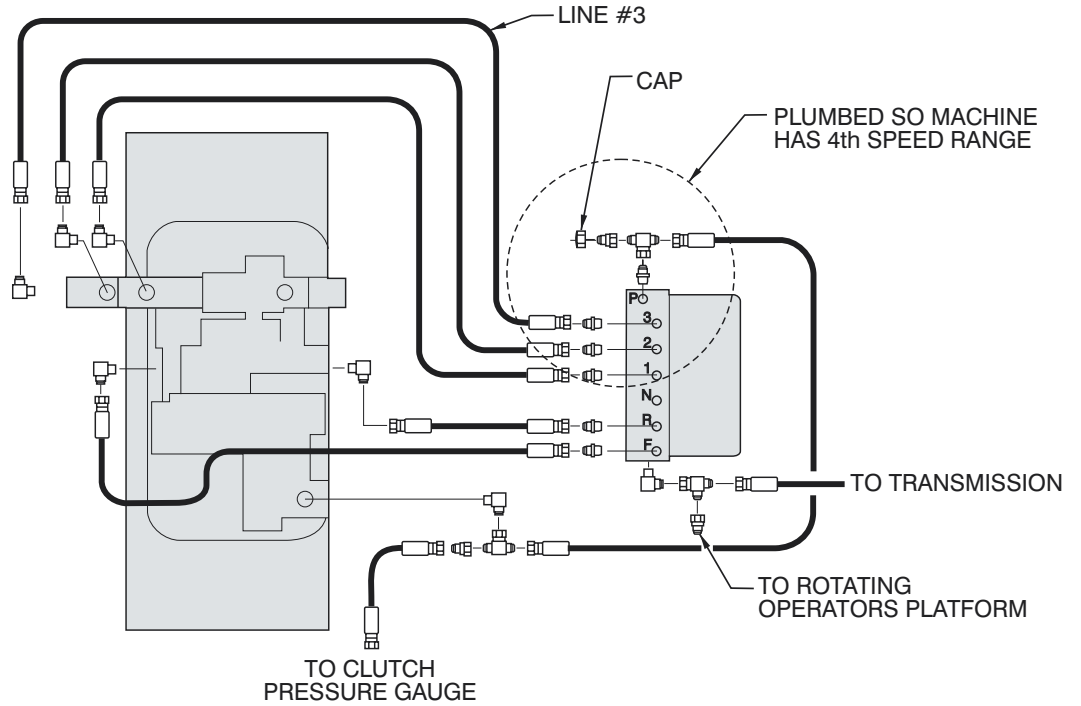 LINE #3
CAP
PLUMBED SO MACHINE
HAS 4th SPEED RANGE
P
3
2
1
N
R
F
TO TRANSMISSION
TO ROTATING
OPERATORS PLATFORM
TO CLUTCH
PRESSURE GAUGE